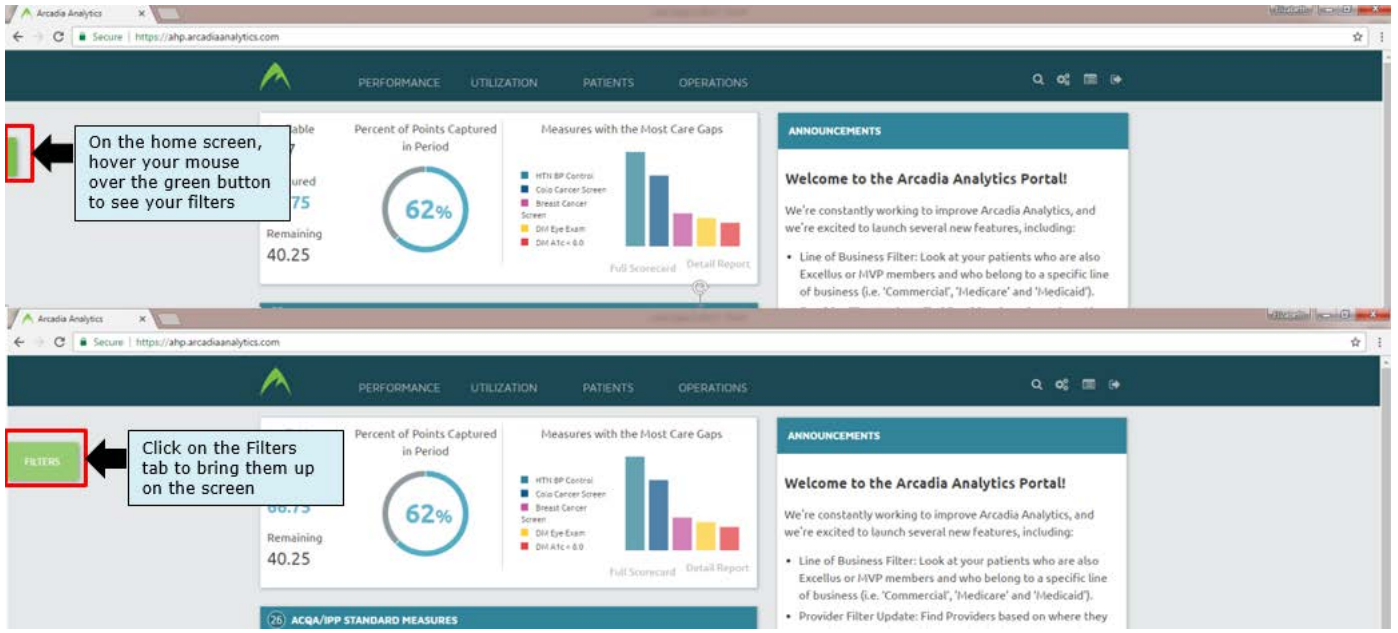 Arcadia Analytics
Secure | https://ahp.arcadiaanalytics.com
PERFORMANCE UTILIZATION PATIENTS OPERATIONS
On the home screen,
hover your mouse
over the green button
to see your filters
Remaining
40.25
Percent of Points Captured
in Period
62%
Measures with the Most Care Gaps
HTN BP Control
Colo Cancer Screen
Breast Cancer
Screen
DM Eye Exam
DM A1c < 8.0
Full Scorecard Detail Report
ANNOUNCEMENTS
Welcome to the Arcadia Analytics Portal!
We're constantly working to improve Arcadia Analytics, and
we're excited to launch several new features, including:
• Line of Business Filter: Look at your patients who are also
Excellus or MVP members and who belong to a specific line
of business (i.e. 'Commercial', 'Medicare' and 'Medicaid').
Arcadia Analytics
Secure | https://ahp.arcadiaanalytics.com
PERFORMANCE UTILIZATION PATIENTS OPERATIONS
FILTERS
Click on the Filters
tab to bring them up
on the screen
66.75
Remaining
40.25
Percent of Points Captured
in Period
62%
Measures with the Most Care Gaps
HTN BP Control
Colo Cancer Screen
Breast Cancer
Screen
DM Eye Exam
DM A1c < 8.0
Full Scorecard Detail Report
26 ACQA/IPP STANDARD MEASURES
ANNOUNCEMENTS
Welcome to the Arcadia Analytics Portal!
We're constantly working to improve Arcadia Analytics, and
we're excited to launch several new features, including:
• Line of Business Filter: Look at your patients who are also
Excellus or MVP members and who belong to a specific line
of business (i.e. 'Commercial', 'Medicare' and 'Medicaid').
• Provider Filter Update: Find Providers based on where they